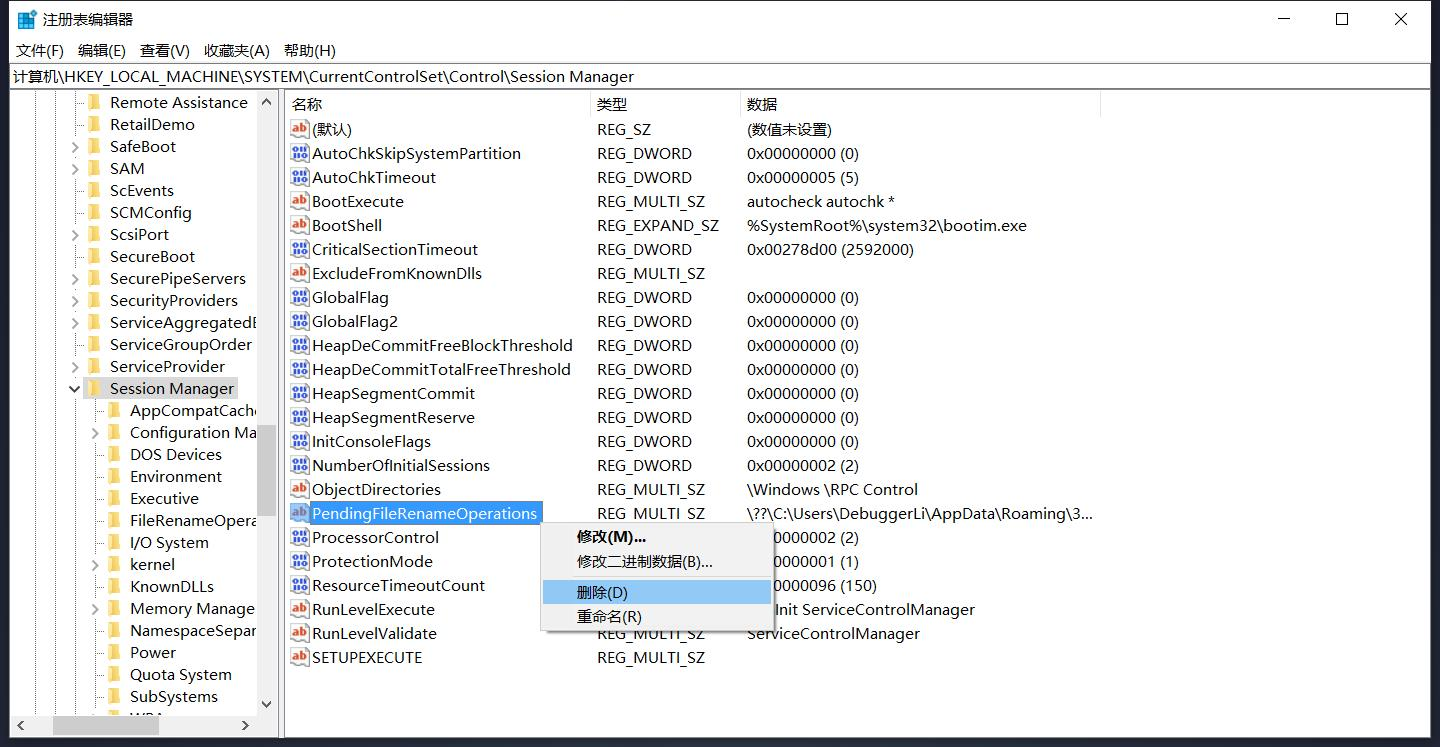 注册表编辑器
文件(F) 编辑(E) 查看(V) 收藏夹(A) 帮助(H)
计算机\HKEY_LOCAL_MACHINE\SYSTEM\CurrentControlSet\Control\Session Manager
Remote Assistance
RetailDemo
SafeBoot
SAM
ScEvents
SCMConfig
ScsiPort
SecureBoot
SecurePipeServers
SecurityProviders
ServiceAggregatedE
ServiceGroupOrder
ServiceProvider
Session Manager
AppCompatCache
Configuration Ma
DOS Devices
Environment
Executive
FileRenameOpera
I/O System
kernel
KnownDLLs
Memory Manage
NamespaceSepar
Power
Quota System
SubSystems
WPA
名称 类型 数据
(默认) REG_SZ (数值未设置)
AutoChkSkipSystemPartition REG_DWORD 0x00000000 (0)
AutoChkTimeout REG_DWORD 0x00000005 (5)
BootExecute REG_MULTI_SZ autocheck autochk *
BootShell REG_EXPAND_SZ %SystemRoot%\system32\bootim.exe
CriticalSectionTimeout REG_DWORD 0x00278d00 (2592000)
ExcludeFromKnownDlls REG_MULTI_SZ
GlobalFlag REG_DWORD 0x00000000 (0)
GlobalFlag2 REG_DWORD 0x00000000 (0)
HeapDeCommitFreeBlockThreshold REG_DWORD 0x00000000 (0)
HeapDeCommitTotalFreeThreshold REG_DWORD 0x00000000 (0)
HeapSegmentCommit REG_DWORD 0x00000000 (0)
HeapSegmentReserve REG_DWORD 0x00000000 (0)
InitConsoleFlags REG_DWORD 0x00000000 (0)
NumberOfInitialSessions REG_DWORD 0x00000002 (2)
ObjectDirectories REG_MULTI_SZ \Windows \RPC Control
PendingFileRenameOperations REG_MULTI_SZ \??\C:\Users\DebuggerLi\AppData\Roaming\3...
ProcessorControl 0000002 (2)
ProtectionMode 0000001 (1)
ResourceTimeoutCount 0000096 (150)
RunLevelExecute Init ServiceControlManager
RunLevelValidate REG_MULTI_SZ ServiceControlManager
SETUPEXECUTE REG_MULTI_SZ
修改(M)...
修改二进制数据(B)...
删除(D)
重命名(R)